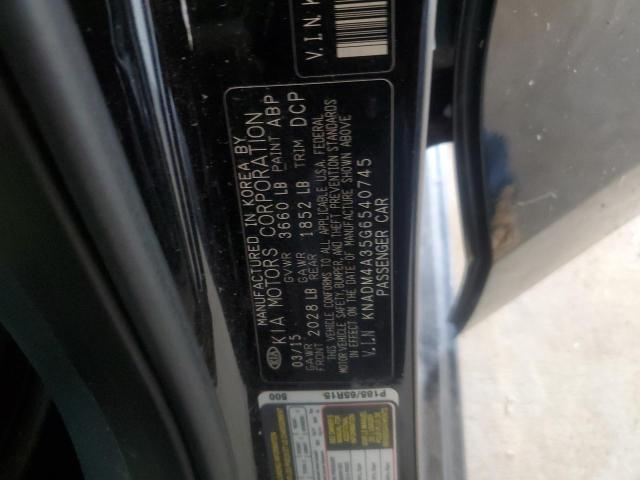 MANUFACTURED IN KOREA BY
KIA KIA MOTORS CORPORATION
03/15 GVWR 3660 LB PAINT ABP
GAWR FRONT 2028 LB GAWR REAR 1852 LB TRIM DCP
THIS VEHICLE CONFORMS TO ALL APPLICABLE U.S.A. FEDERAL
MOTOR VEHICLE SAFETY, BUMPER, AND THEFT PREVENTION STANDARDS
IN EFFECT ON THE DATE OF MANUFACTURE SHOWN ABOVE
V.I.N KNADM4A35G6540745
PASSENGER CAR
V.I.N
P185/65R15